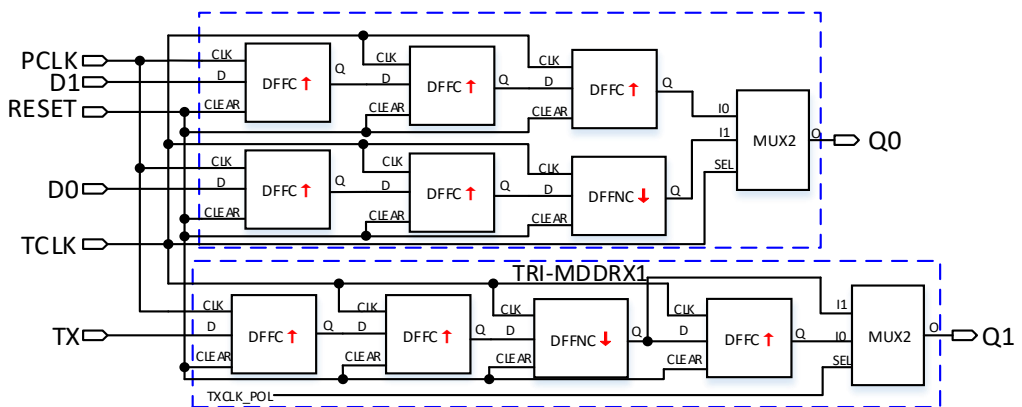 PCLK
D1
RESET
D0
TCLK
TX
CLK
D
CLEAR
DFFC ↑
Q
CLK
D
CLEAR
DFFC ↑
Q
CLK
D
CLEAR
DFFC ↑
Q
CLK
D
CLEAR
DFFC ↑
Q
CLK
D
CLEAR
DFFC ↑
Q
CLK
D
CLEAR
DFFNC ↓
Q
I0
I1
SEL
MUX2
O
Q0
TRI-MDDRX1
CLK
D
CLEAR
DFFC ↑
Q
CLK
D
CLEAR
DFFC ↑
Q
CLK
D
CLEAR
DFFNC ↓
Q
CLK
D
CLEAR
DFFC ↑
Q
I1
I0
SEL
MUX2
O
Q1
TXCLK_POL